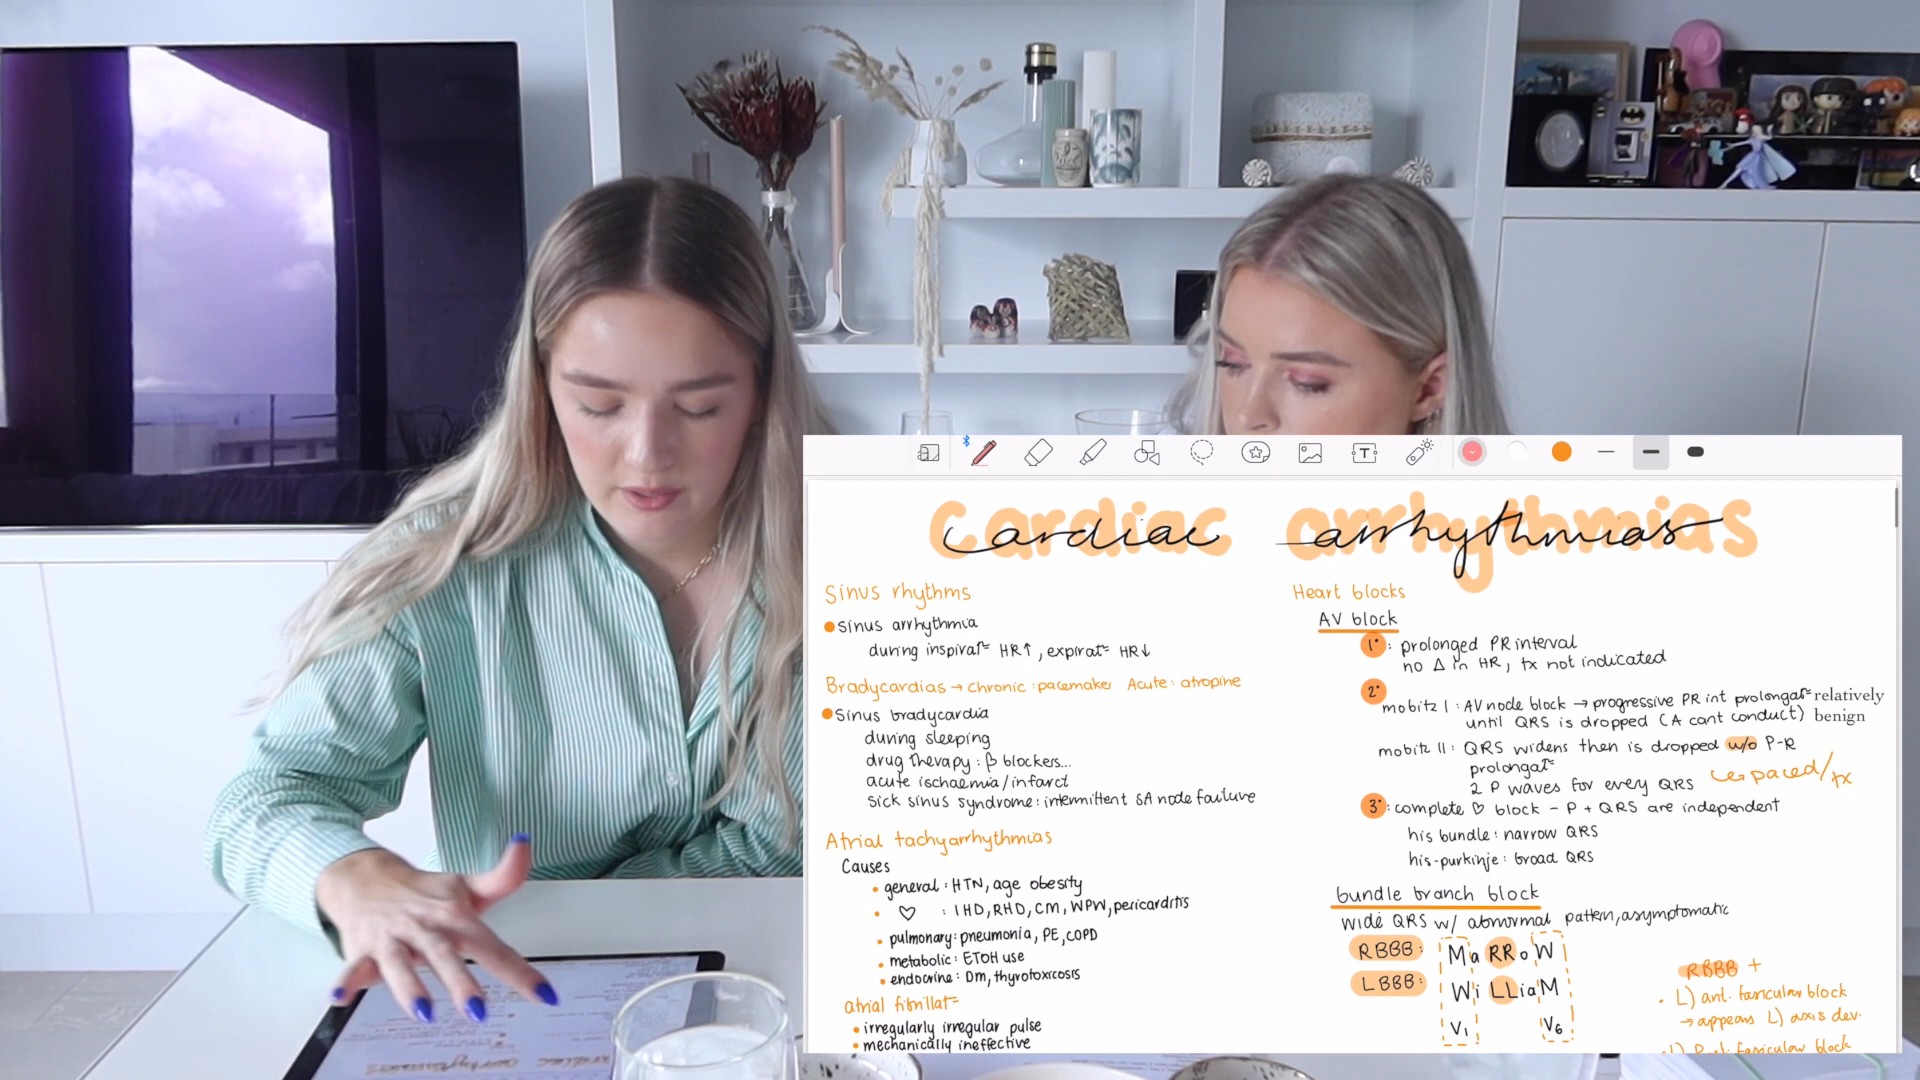 cardiac arrhythmias
Sinus rhythms
sinus arrhythmia
during inspirat= HR↑, expirat= HR↓
Bradycardias → chronic: pacemaker Acute: atropine
Sinus bradycardia
during sleeping
drug therapy: β blockers...
acute ischaemia/infarct
sick sinus syndrome: intermittent SA node failure
Atrial tachyarrhythmias
Causes
general: HTN, age obesity
♡ : IHD, RHD, CM, WPW, pericarditis
pulmonary: pneumonia, PE, COPD
metabolic: ETOH use
endocrine: Dm, thyrotoxicosis
atrial fibrillat=
irregularly irregular pulse
mechanically ineffective
Heart blocks
AV block
1°: prolonged PR interval
no Δ in HR, tx not indicated
2°
mobitz I: AV node block → progressive PR int prolongat= relatively
until QRS is dropped (A cant conduct) benign
mobitz II: QRS widens then is dropped w/o P-R
prolongat=
2 P waves for every QRS
↳ paced/tx
3°: complete ♡ block - P + QRS are independent
his bundle: narrow QRS
his-purkinje: broad QRS
bundle branch block
wide QRS w/ abnormal pattern, asymptomatic
RBBB: MaRRoW
LBBB: WiLLiaM
V1 V6
RBBB +
L) ant. fascicular block
→ appears L) axis dev.
L) Post. fascicular block